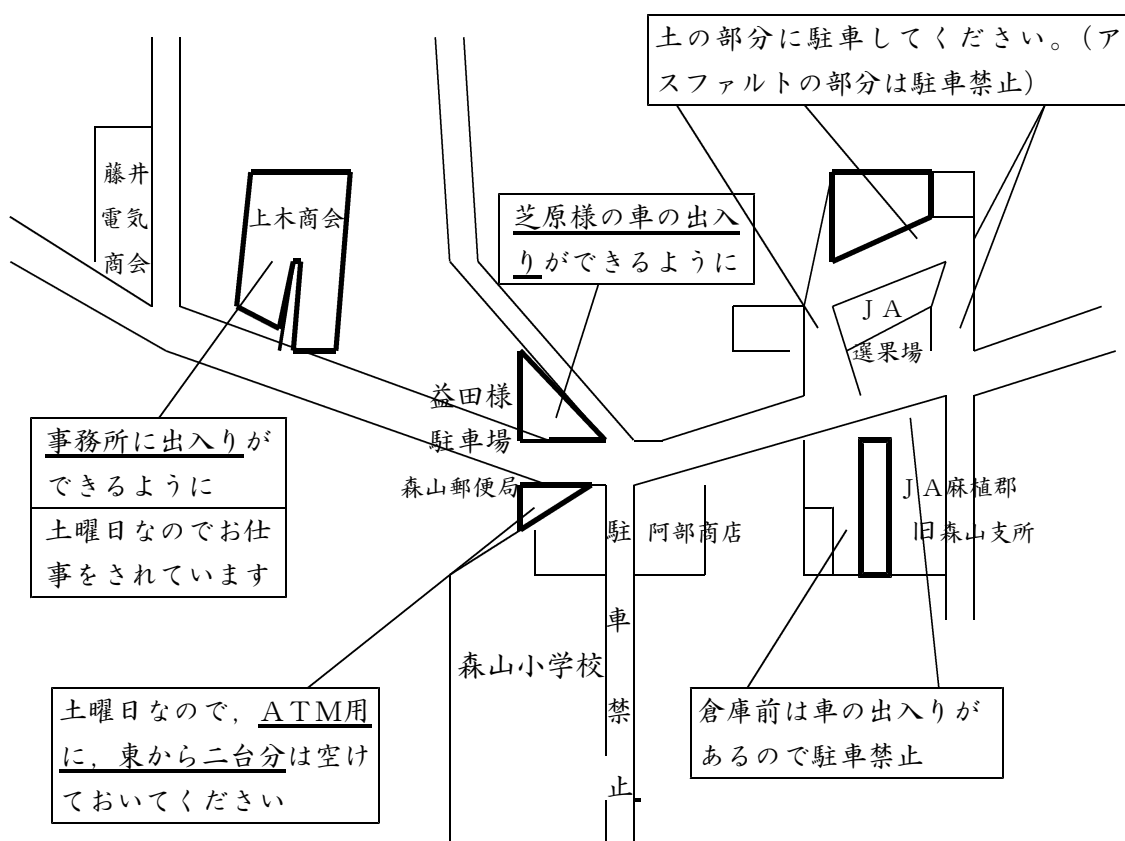 土の部分に駐車してください。（ア
スファルトの部分は駐車禁止）
藤井
電気
商会
上木商会
芝原様の車の出入
りができるように
ＪＡ
選果場
益田様
駐車場
事務所に出入りが
できるように
土曜日なのでお仕
事をされています
森山郵便局
ＪＡ麻植郡
旧森山支所
阿部商店
駐
車
禁
止
森山小学校
土曜日なので，ＡＴＭ用
に，東から二台分は空け
ておいてください
倉庫前は車の出入りが
あるので駐車禁止